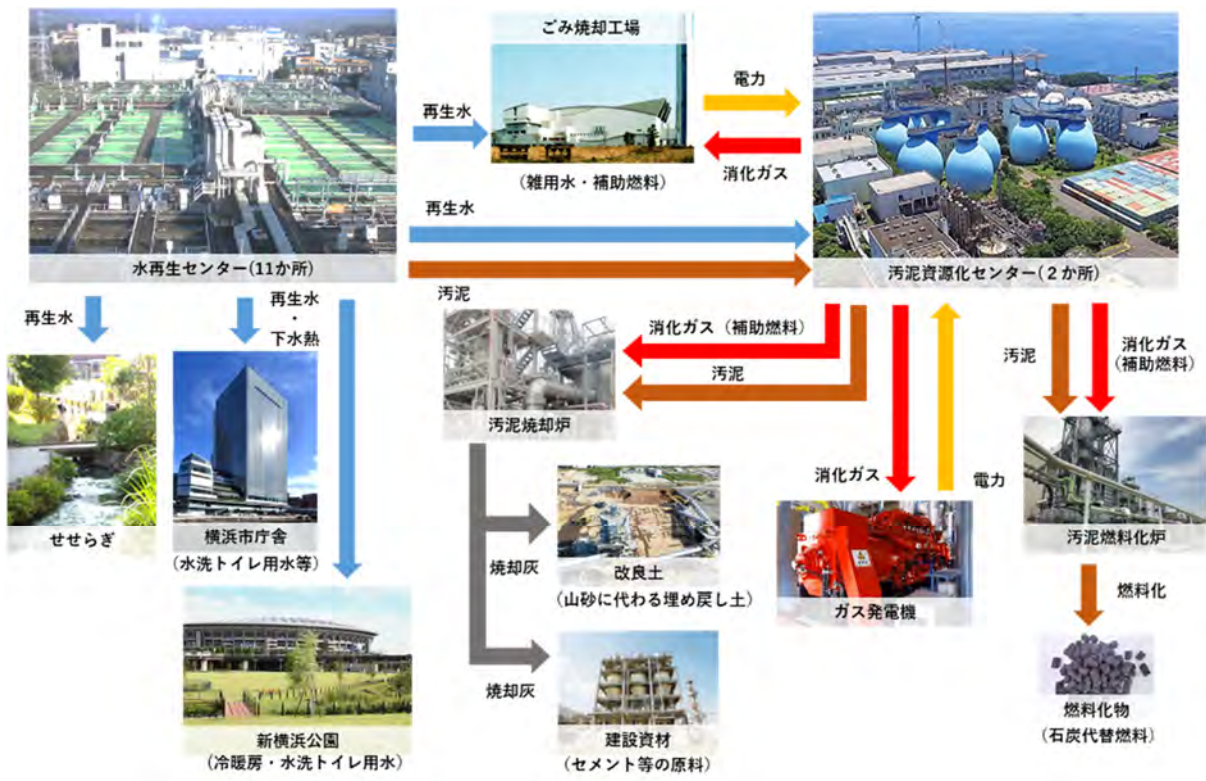 ごみ焼却工場
再生水
電力
消化ガス
(雑用水・補助燃料)
再生水
水再生センター(11か所)
汚泥資源化センター(２か所)
汚泥
再生水
再生水
・
下水熱
消化ガス（補助燃料）
汚泥
汚泥
消化ガス
(補助燃料)
汚泥焼却炉
消化ガス
電力
せせらぎ
横浜市庁舎
(水洗トイレ用水等)
焼却灰
改良土
(山砂に代わる埋め戻し土)
ガス発電機
汚泥燃料化炉
燃料化
焼却灰
新横浜公園
(冷暖房・水洗トイレ用水)
建設資材
(セメント等の原料)
燃料化物
(石炭代替燃料)